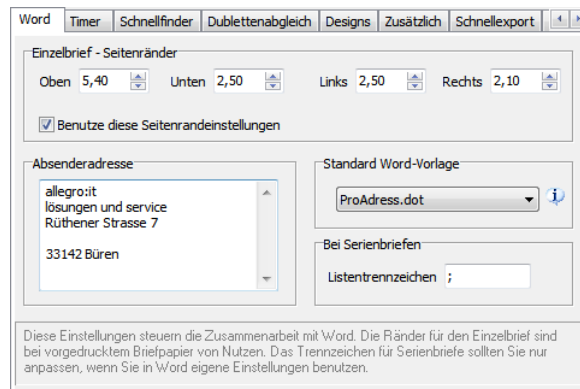 Word Timer Schnellfinder Dublettenabgleich Designs Zusätzlich Schnellexport
Einzelbrief - Seitenränder
Oben 5,40 Unten 2,50 Links 2,50 Rechts 2,10
Benutze diese Seitenrandeinstellungen
Absenderadresse
allegro:it
lösungen und service
Rüthener Strasse 7
33142 Büren
Standard Word-Vorlage
ProAdress.dot
Bei Serienbriefen
Listentrennzeichen ;
Diese Einstellungen steuern die Zusammenarbeit mit Word. Die Ränder für den Einzelbrief sind
bei vorgedrucktem Briefpapier von Nutzen. Das Trennzeichen für Serienbriefe sollten Sie nur
anpassen, wenn Sie in Word eigene Einstellungen benutzen.